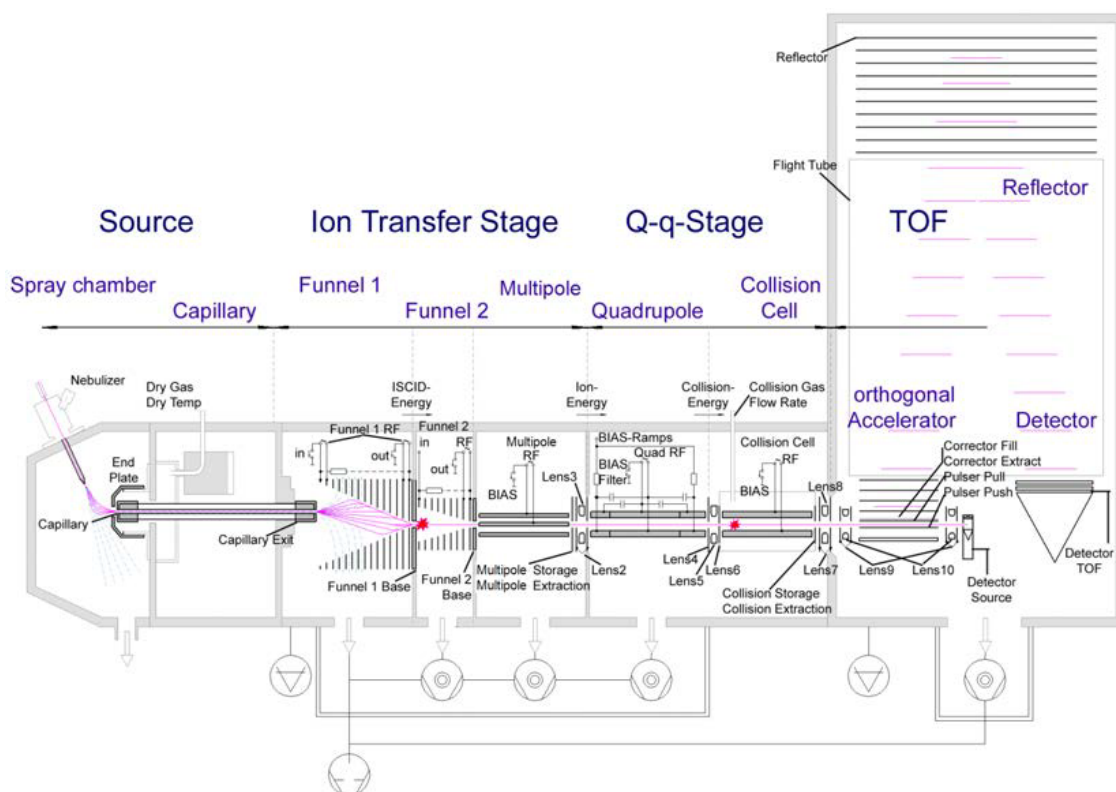 Reflector
Flight Tube
Reflector
Source
Ion Transfer Stage
Q-q-Stage
TOF
Spray chamber
Capillary
Funnel 1
Funnel 2
Multipole
Quadrupole
Collision
Cell
orthogonal
Accelerator
Detector
Nebulizer
Dry Gas
Dry Temp
ISCID-
Energy
Ion-
Energy
Collision-
Energy
Collision Gas
Flow Rate
End
Plate
Capillary
Capillary Exit
Funnel 1 RF
in
out
Funnel 1 Base
Funnel 2
in
RF
out
Funnel 2
Base
Multipole
RF
BIAS
Lens3
Multipole Storage
Multipole Extraction
Lens2
BIAS-Ramps
Quad RF
BIAS
Filter
Lens4
Lens5
Lens6
Collision Cell
RF
BIAS
Lens8
Lens7
Collision Storage
Collision Extraction
Corrector Fill
Corrector Extract
Pulser Pull
Pulser Push
Lens9
Lens10
Detector
Source
Detector
TOF